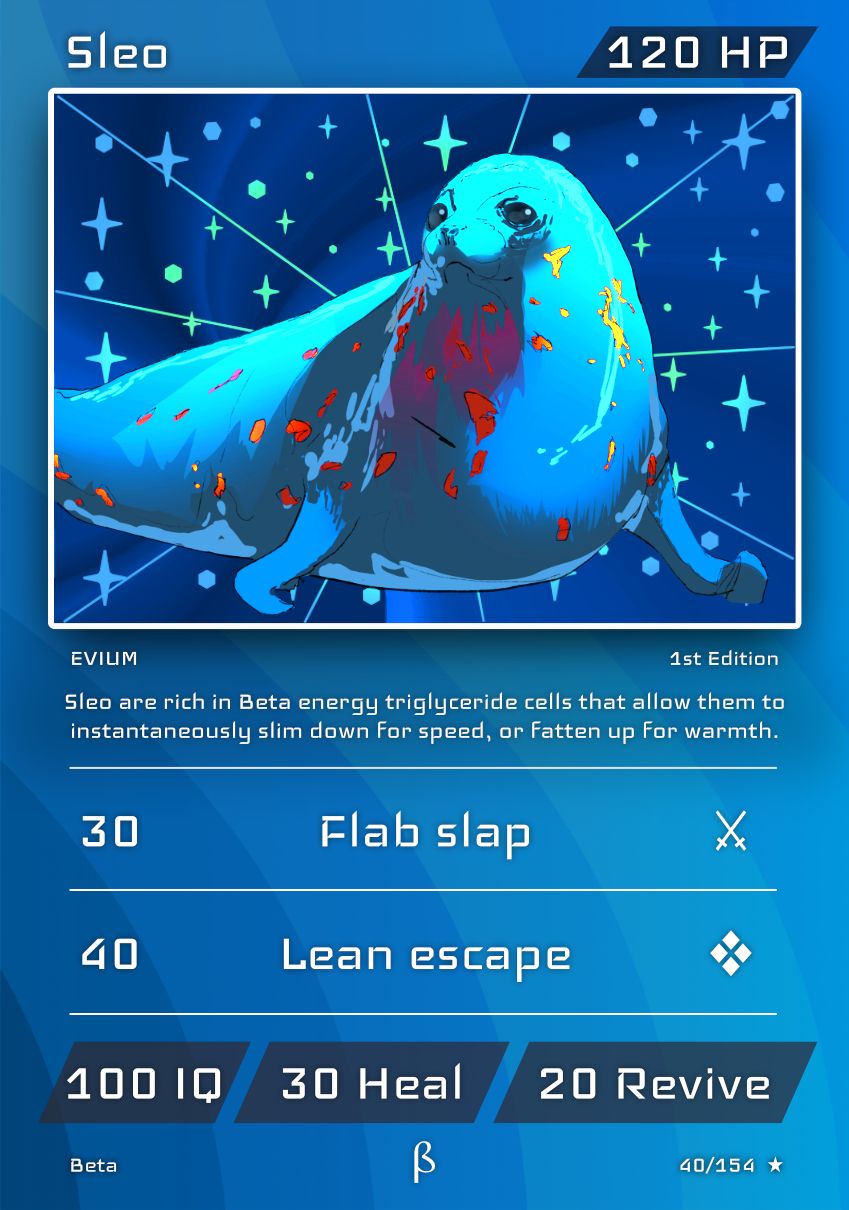 Sleo
120 HP
EVIUM
1st Edition
Sleo are rich in Beta energy triglyceride cells that allow them to
instantaneously slim down For speed, or Fatten up For warmth.
30 Flab slap
40 Lean escape
100 IQ
30 Heal
20 Revive
Beta
β
40/154 ★